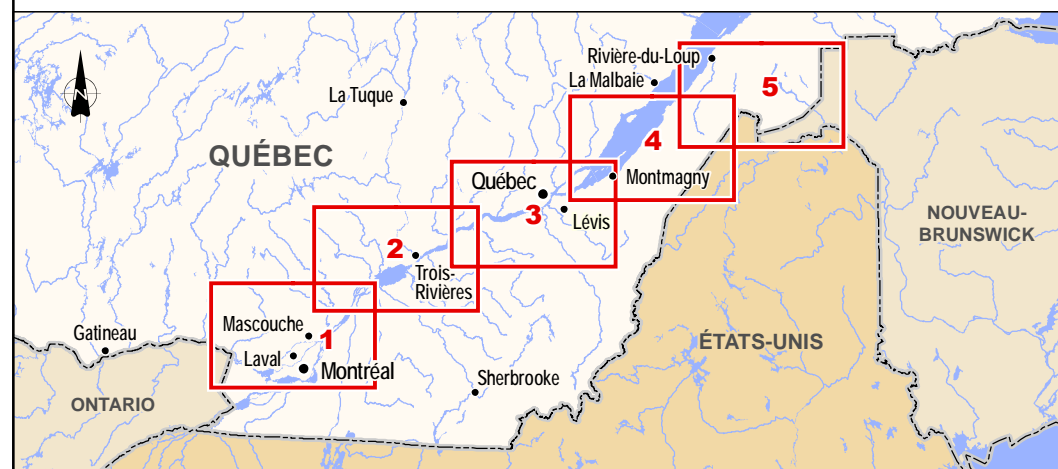 N
Rivière-du-Loup
La Malbaie
5
La Tuque
QUÉBEC
4
Québec
Montmagny
3
Lévis
NOUVEAU-
BRUNSWICK
2
Trois-
Rivières
Mascouche
1
Gatineau
Laval
Montréal
ÉTATS-UNIS
Sherbrooke
ONTARIO